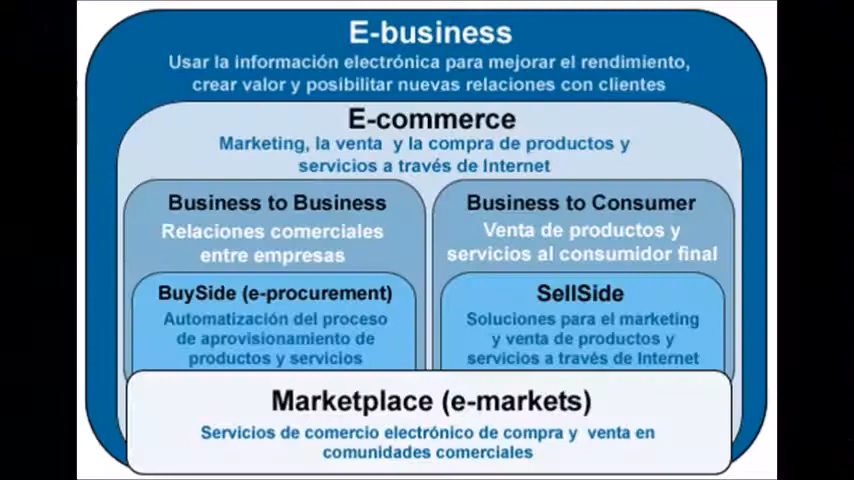 E-business
Usar la información electrónica para mejorar el rendimiento,
crear valor y posibilitar nuevas relaciones con clientes
E-commerce
Marketing, la venta y la compra de productos y
servicios a través de Internet
Business to Business
Relaciones comerciales
entre empresas
BuySide (e-procurement)
Automatización del proceso
de aprovisionamiento de
productos y servicios
Business to Consumer
Venta de productos y
servicios al consumidor final
SellSide
Soluciones para el marketing
y venta de productos y
servicios a través de Internet
Marketplace (e-markets)
Servicios de comercio electrónico de compra y venta en
comunidades comerciales